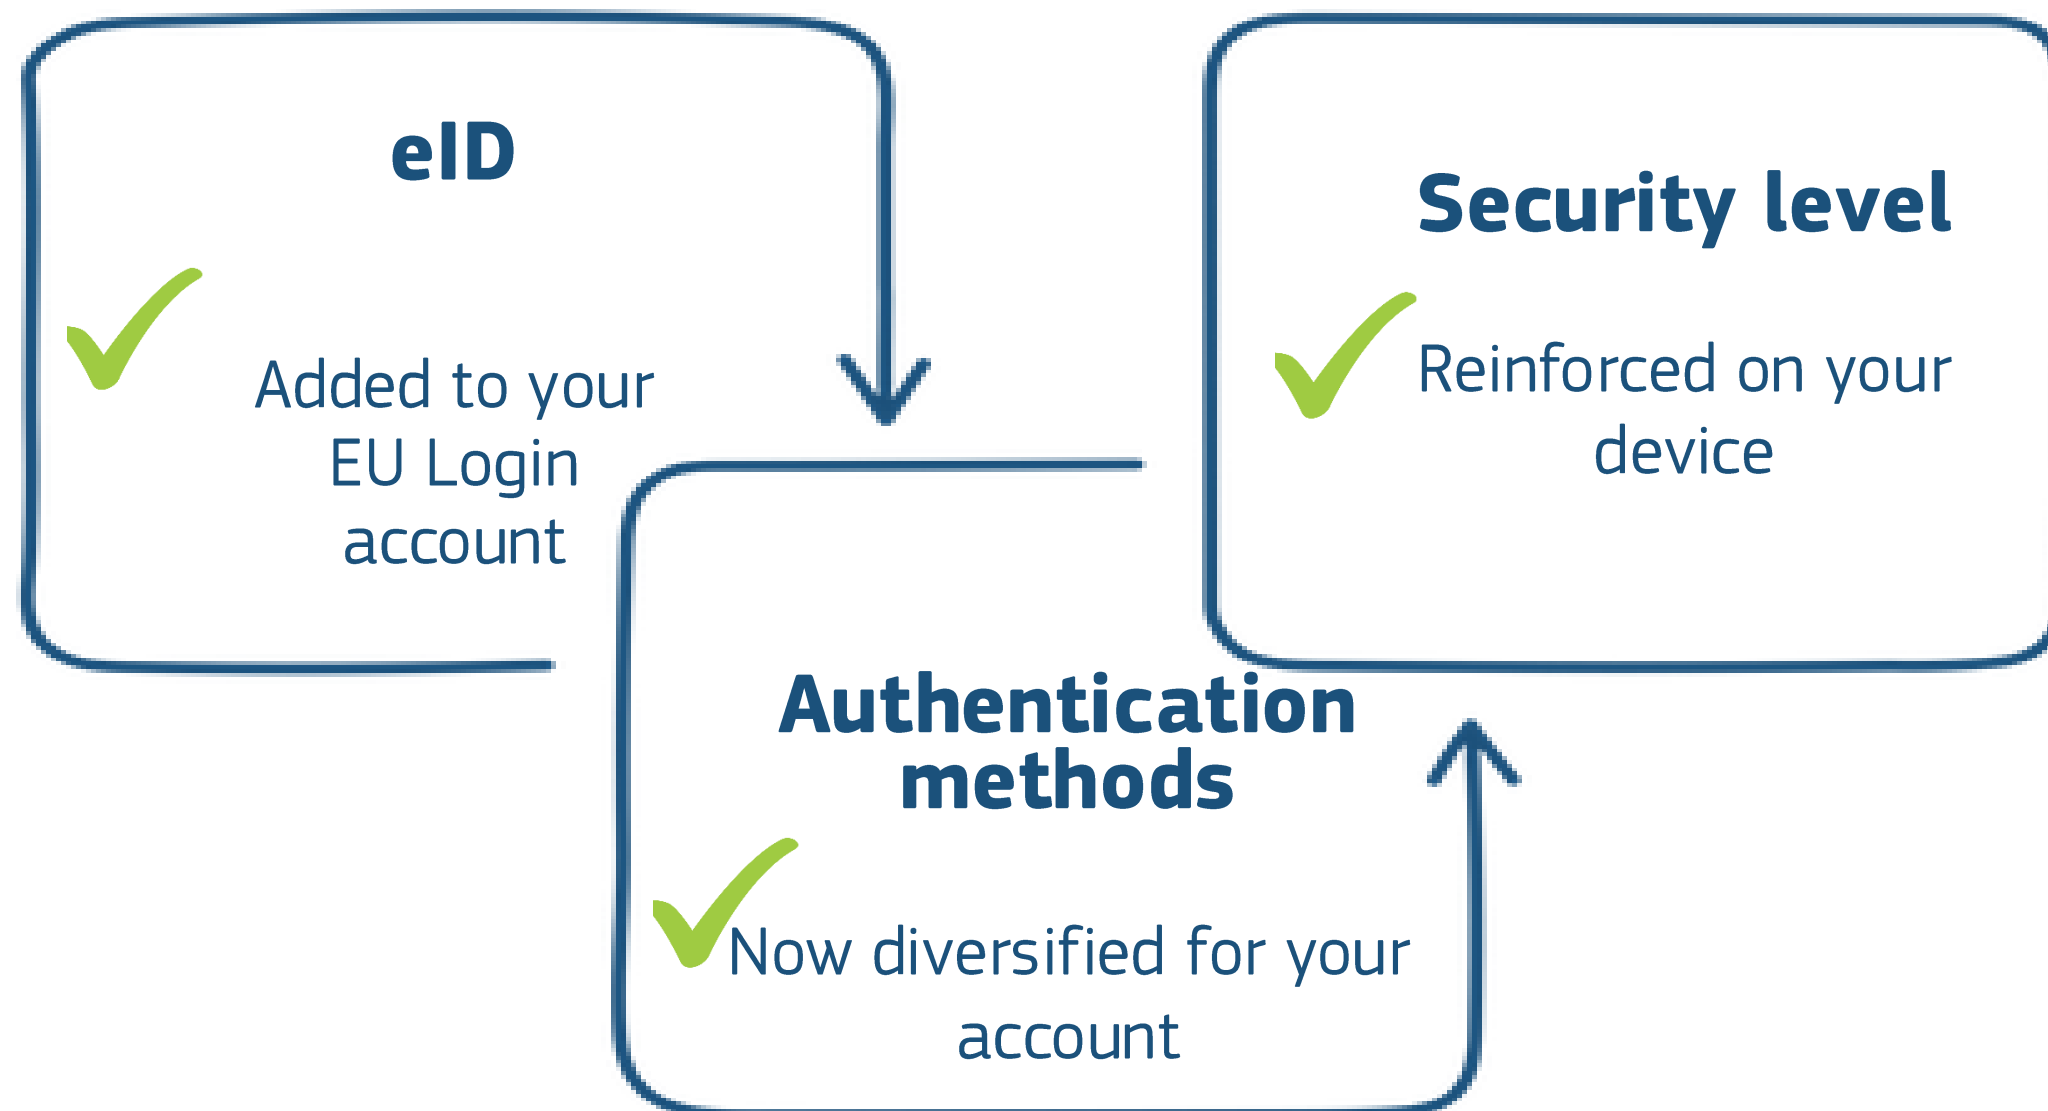 eID
Added to your
EU Login
account
Authentication
methods
Now diversified for your
account
Security level
Reinforced on your
device